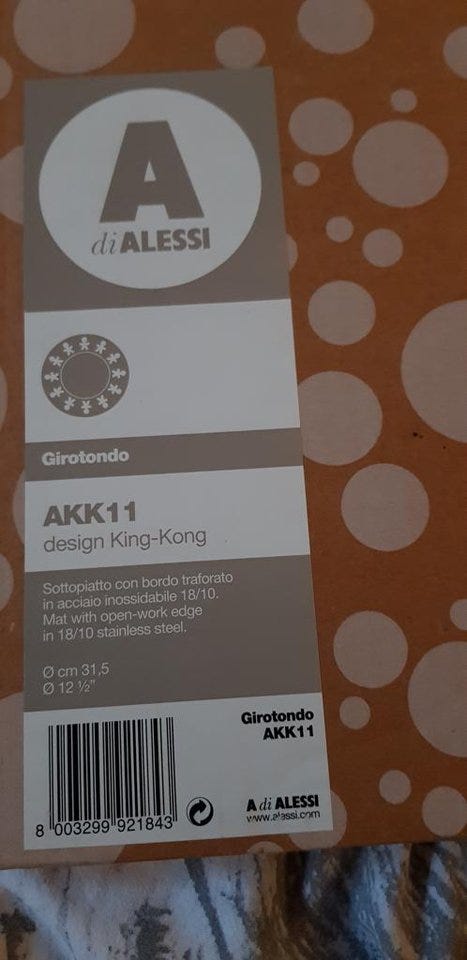 A
di ALESSI
Girotondo
AKK11
design King-Kong
Sottopiatto con bordo traforato
in acciaio inossidabile 18/10.
Mat with open-work edge
in 18/10 stainless steel.
Ø cm 31,5
Ø 12 ½"
Girotondo
AKK11
8 003299 921843
A di ALESSI
www.alessi.com